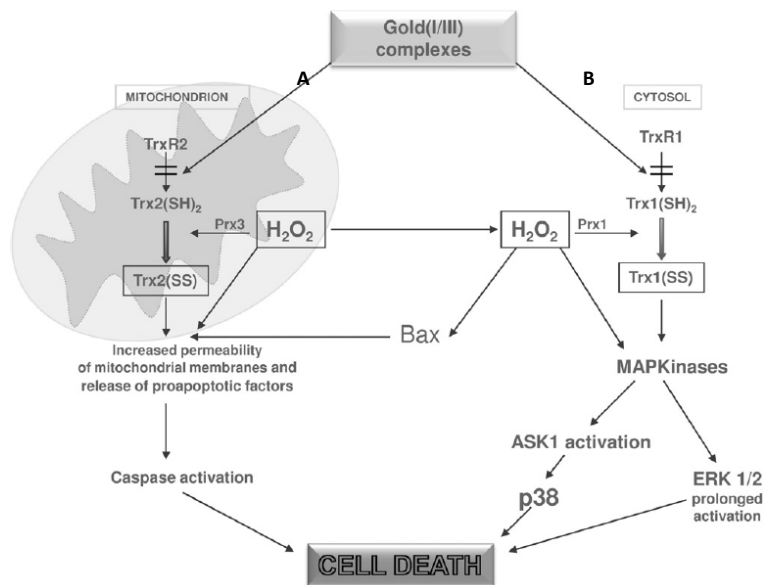 Gold(I/III)
complexes
A
B
MITOCHONDRION
CYTOSOL
TrxR2
TrxR1
Trx2(SH)₂
Trx1(SH)₂
Prx3
H₂O₂
H₂O₂
Prx1
Trx2(SS)
Trx1(SS)
Bax
Increased permeability
of mitochondrial membranes and
release of proapoptotic factors
MAPKinases
ASK1 activation
Caspase activation
p38
ERK 1/2
prolonged
activation
CELL DEATH